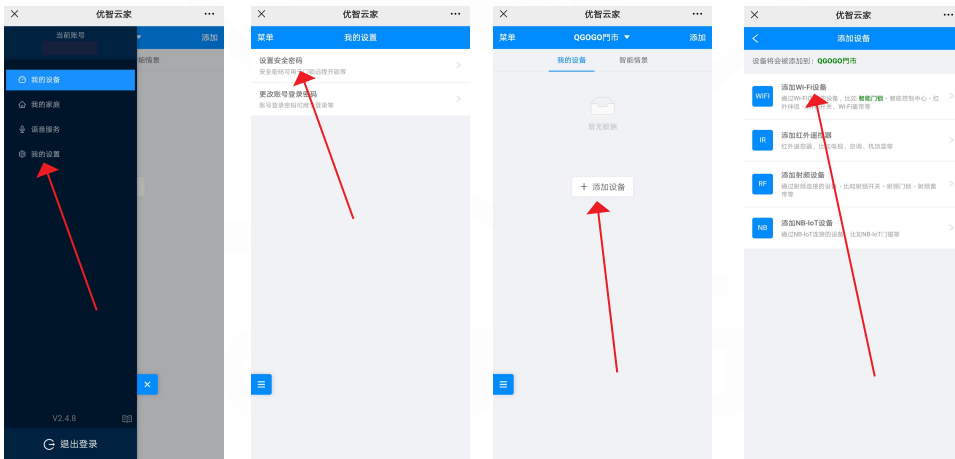 优智云家
当前账号
添加
能情景
我的设备
我的家庭
语音服务
我的设置
V2.4.8
退出登录
优智云家
菜单 我的设置
设置安全密码
更改账号登录密码
优智云家
菜单 QGOGO門市 添加
我的设备 智能情景
暂无数据
+ 添加设备
优智云家
添加设备
设备将会被添加到：QGOGO門市
WIFI 添加Wi-Fi设备
IR 添加红外遥控器
红外遥控器，比如电视、空调、机顶盒等
RF 添加射频设备
NB 添加NB-IoT设备
通过NB-IoT连接的设备，比如NB-IoT门锁等